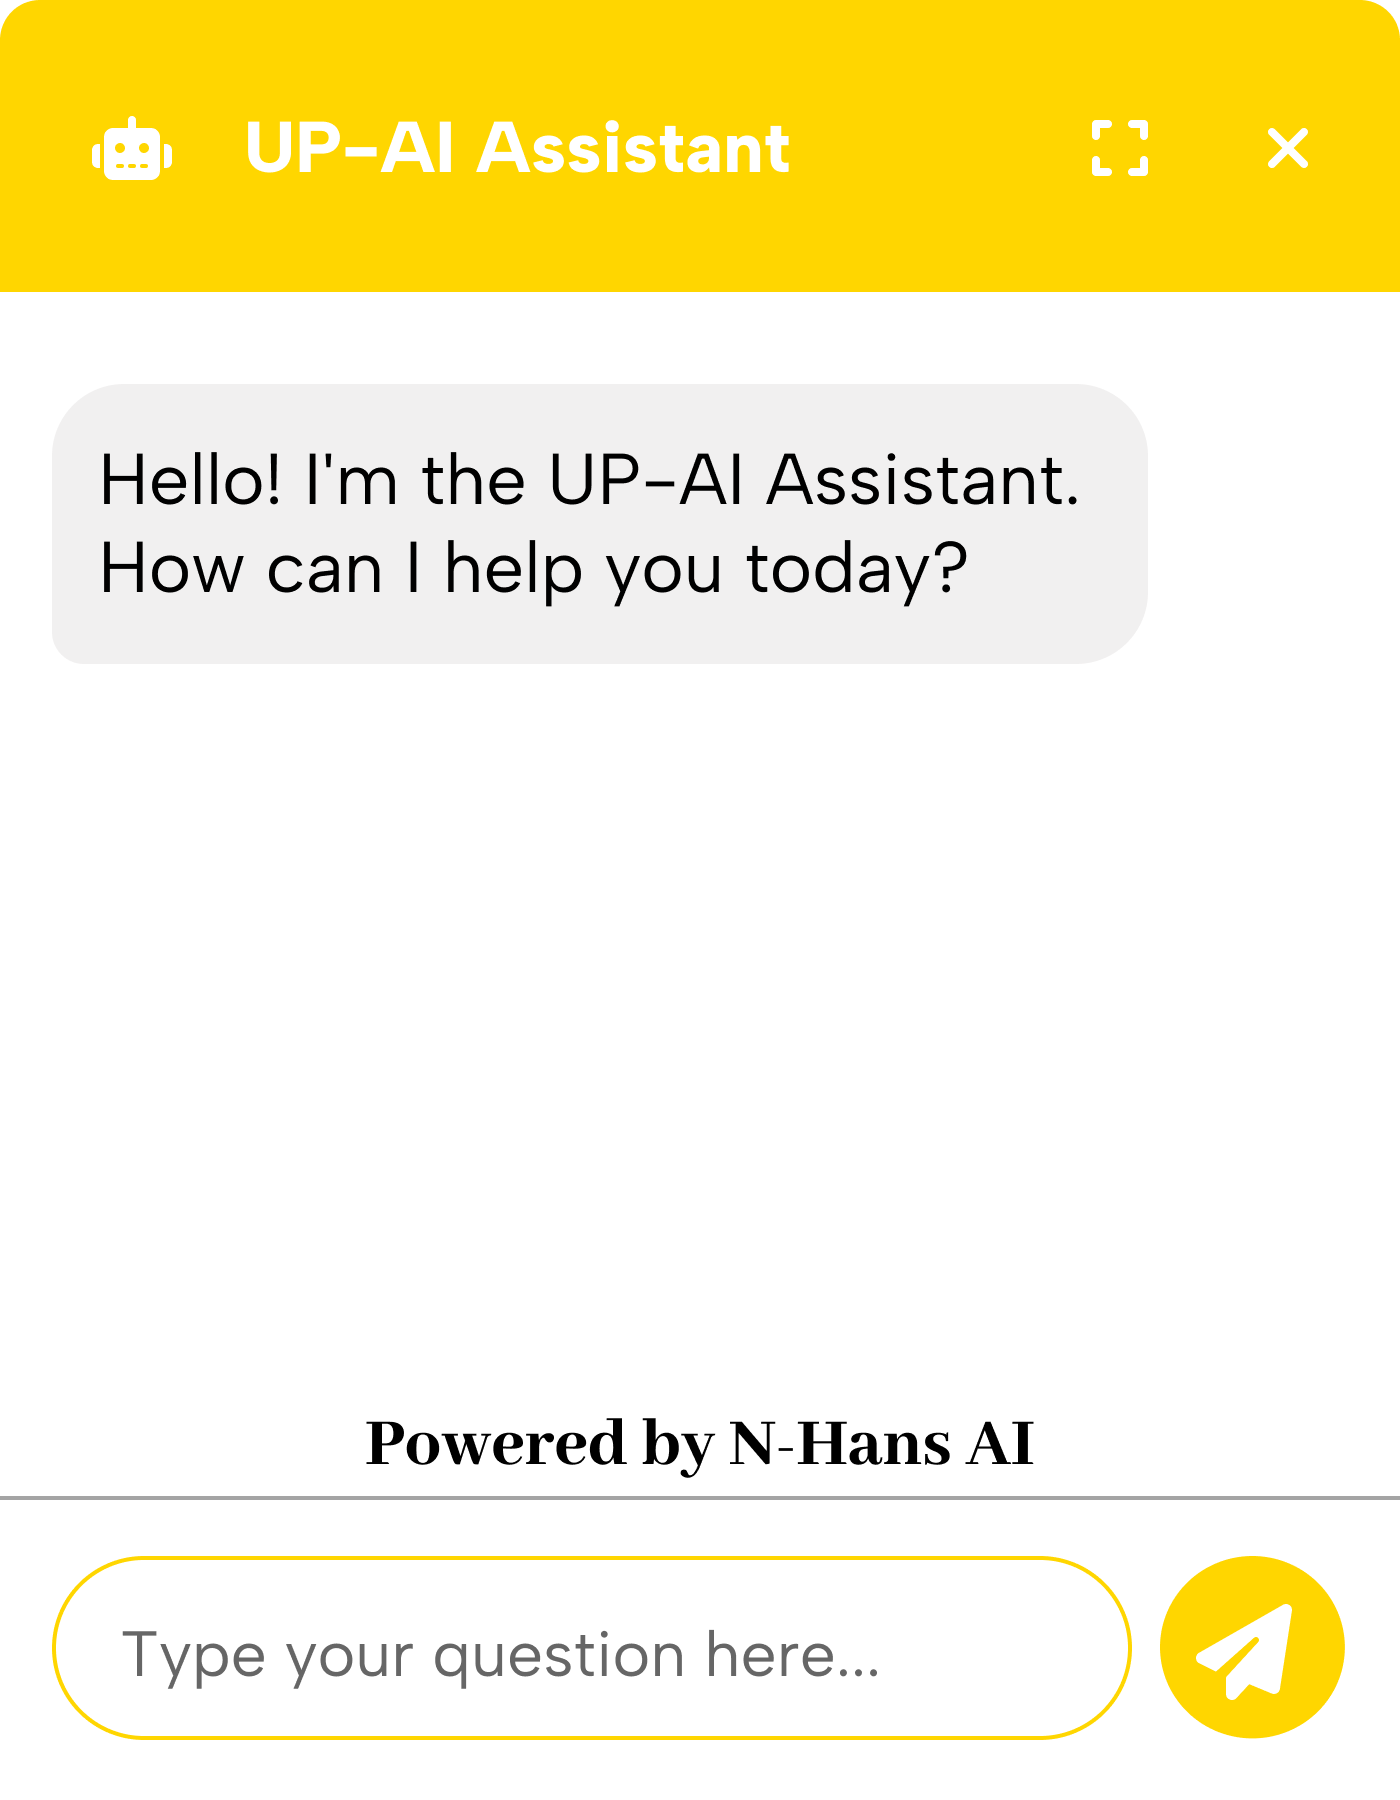 UP-AI Assistant
Hello! I'm the UP-AI Assistant.
How can I help you today?
Powered by N-Hans AI
Type your question here...